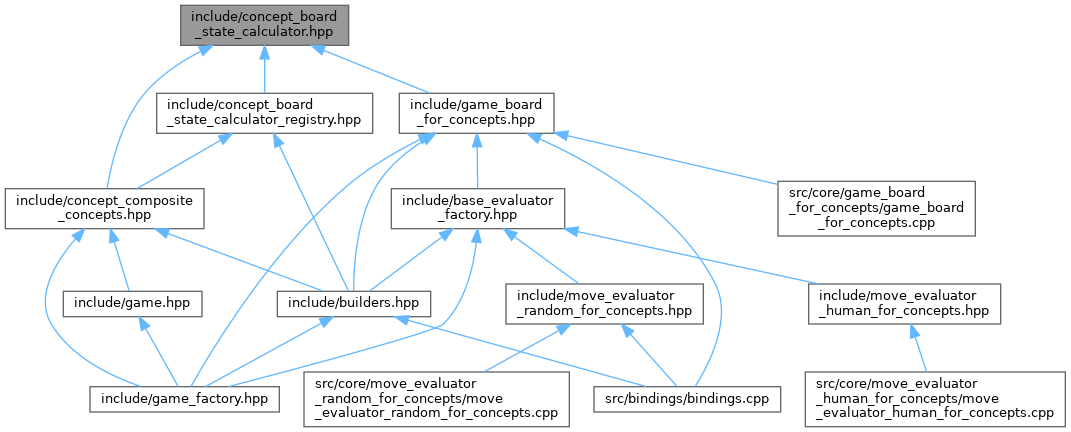 include/concept_board
_state_calculator.hpp
include/concept_board
_state_calculator_registry.hpp
include/game_board
_for_concepts.hpp
include/concept_composite
_concepts.hpp
include/base_evaluator
_factory.hpp
src/core/game_board
_for_concepts/game_board
_for_concepts.cpp
include/game.hpp
include/builders.hpp
include/move_evaluator
_random_for_concepts.hpp
include/move_evaluator
_human_for_concepts.hpp
include/game_factory.hpp
src/core/move_evaluator
_random_for_concepts/move
_evaluator_random_for_concepts.cpp
src/bindings/bindings.cpp
src/core/move_evaluator
_human_for_concepts/move
_evaluator_human_for_concepts.cpp